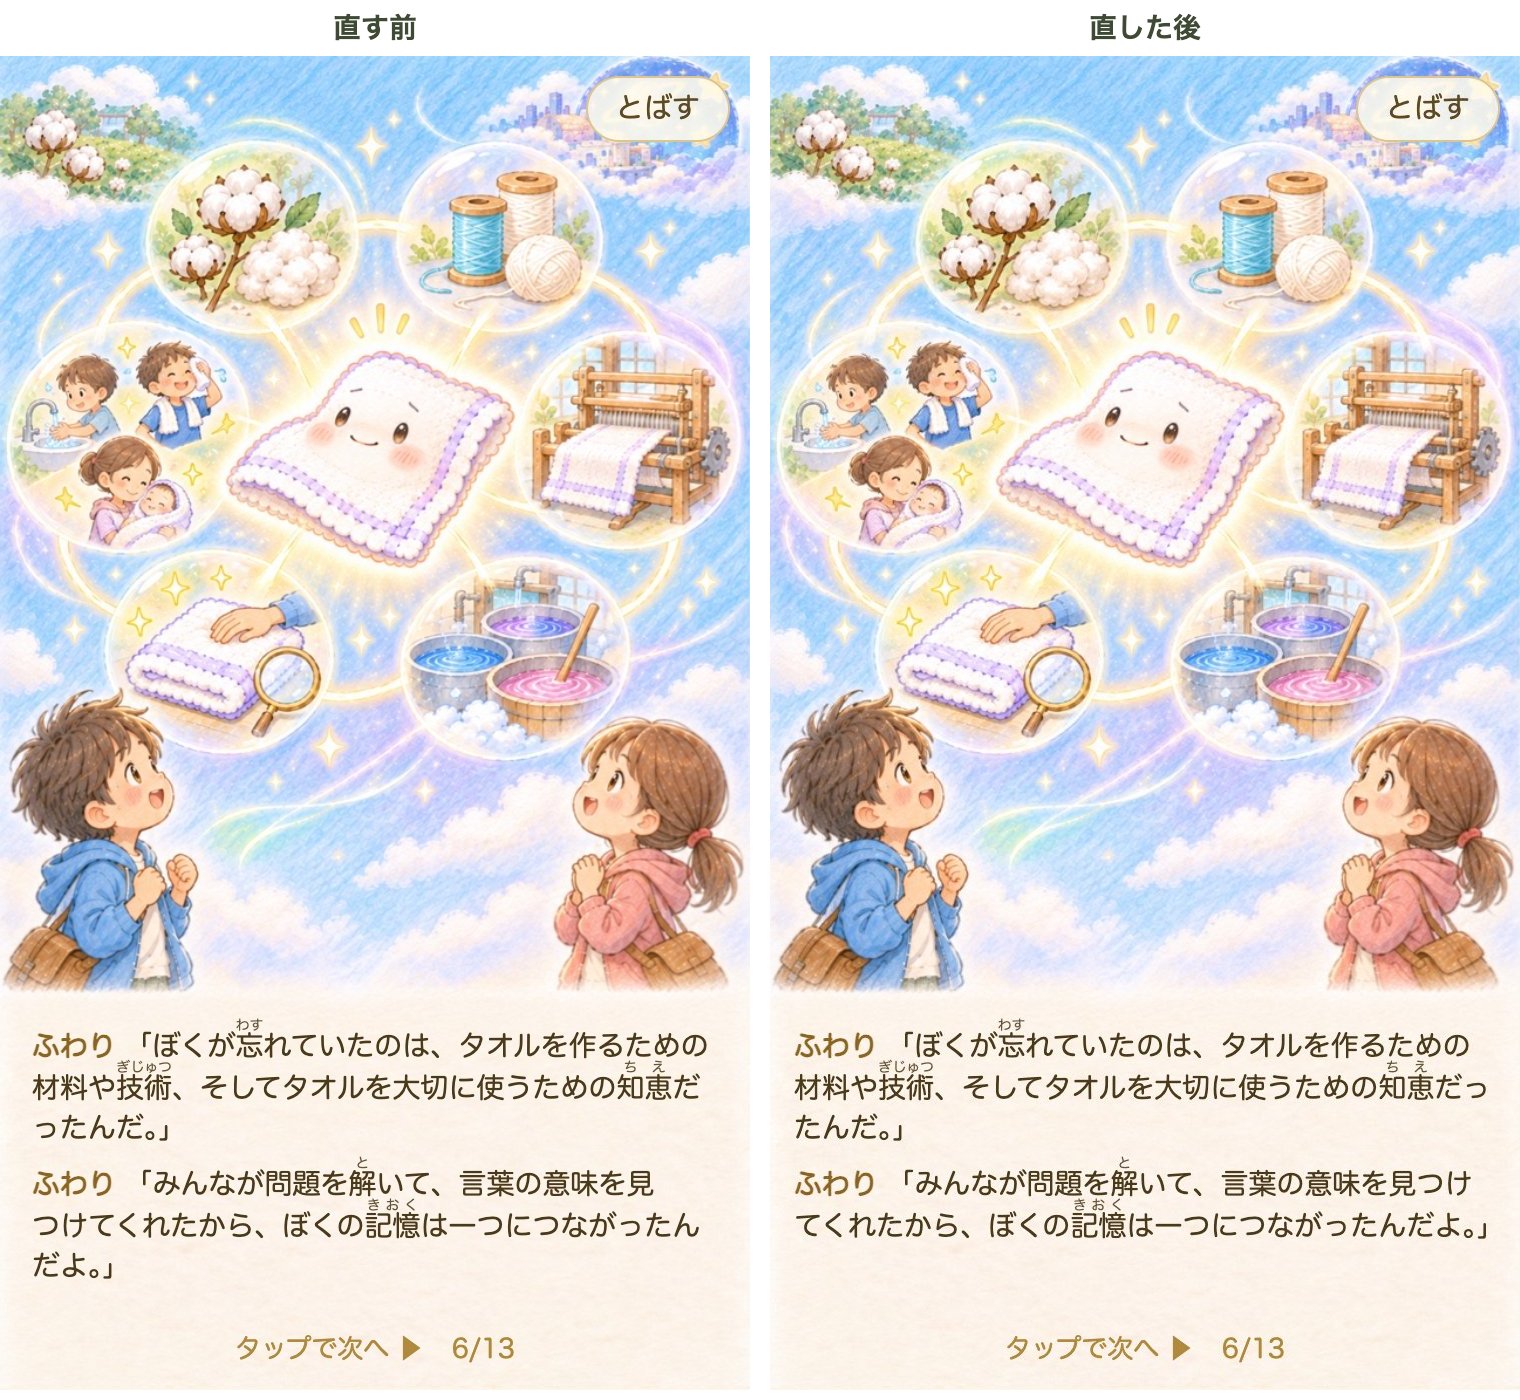 直す前
とばす
ふわり「ぼくが忘れていたのは、タオルを作るための
材料や技術、そしてタオルを大切に使うための知恵だ
ったんだ。」
ふわり「みんなが問題を解いて、言葉の意味を見
つけてくれたから、ぼくの記憶は一つにつながったん
だよ。」
タップで次へ ▶ 6/13
直した後
とばす
ふわり「ぼくが忘れていたのは、タオルを作るための
材料や技術、そしてタオルを大切に使うための知恵だっ
たんだ。」
ふわり「みんなが問題を解いて、言葉の意味を見つけ
てくれたから、ぼくの記憶は一つにつながったんだよ。」
タップで次へ ▶ 6/13